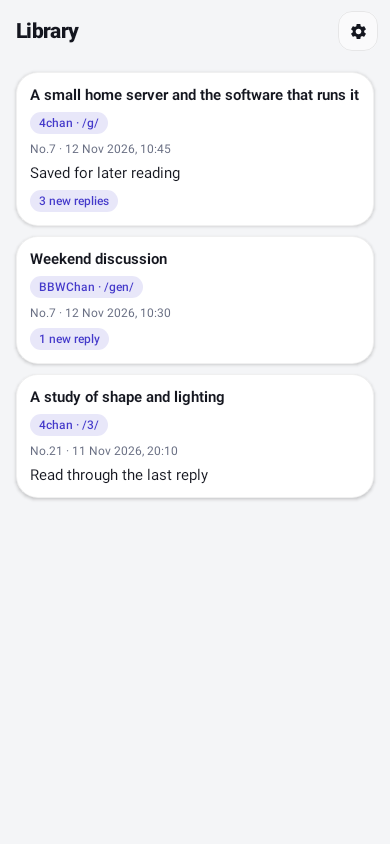 Library
A small home server and the software that runs it
4chan · /g/
No.7 · 12 Nov 2026, 10:45
Saved for later reading
3 new replies
Weekend discussion
BBWChan · /gen/
No.7 · 12 Nov 2026, 10:30
1 new reply
A study of shape and lighting
4chan · /3/
No.21 · 11 Nov 2026, 20:10
Read through the last reply